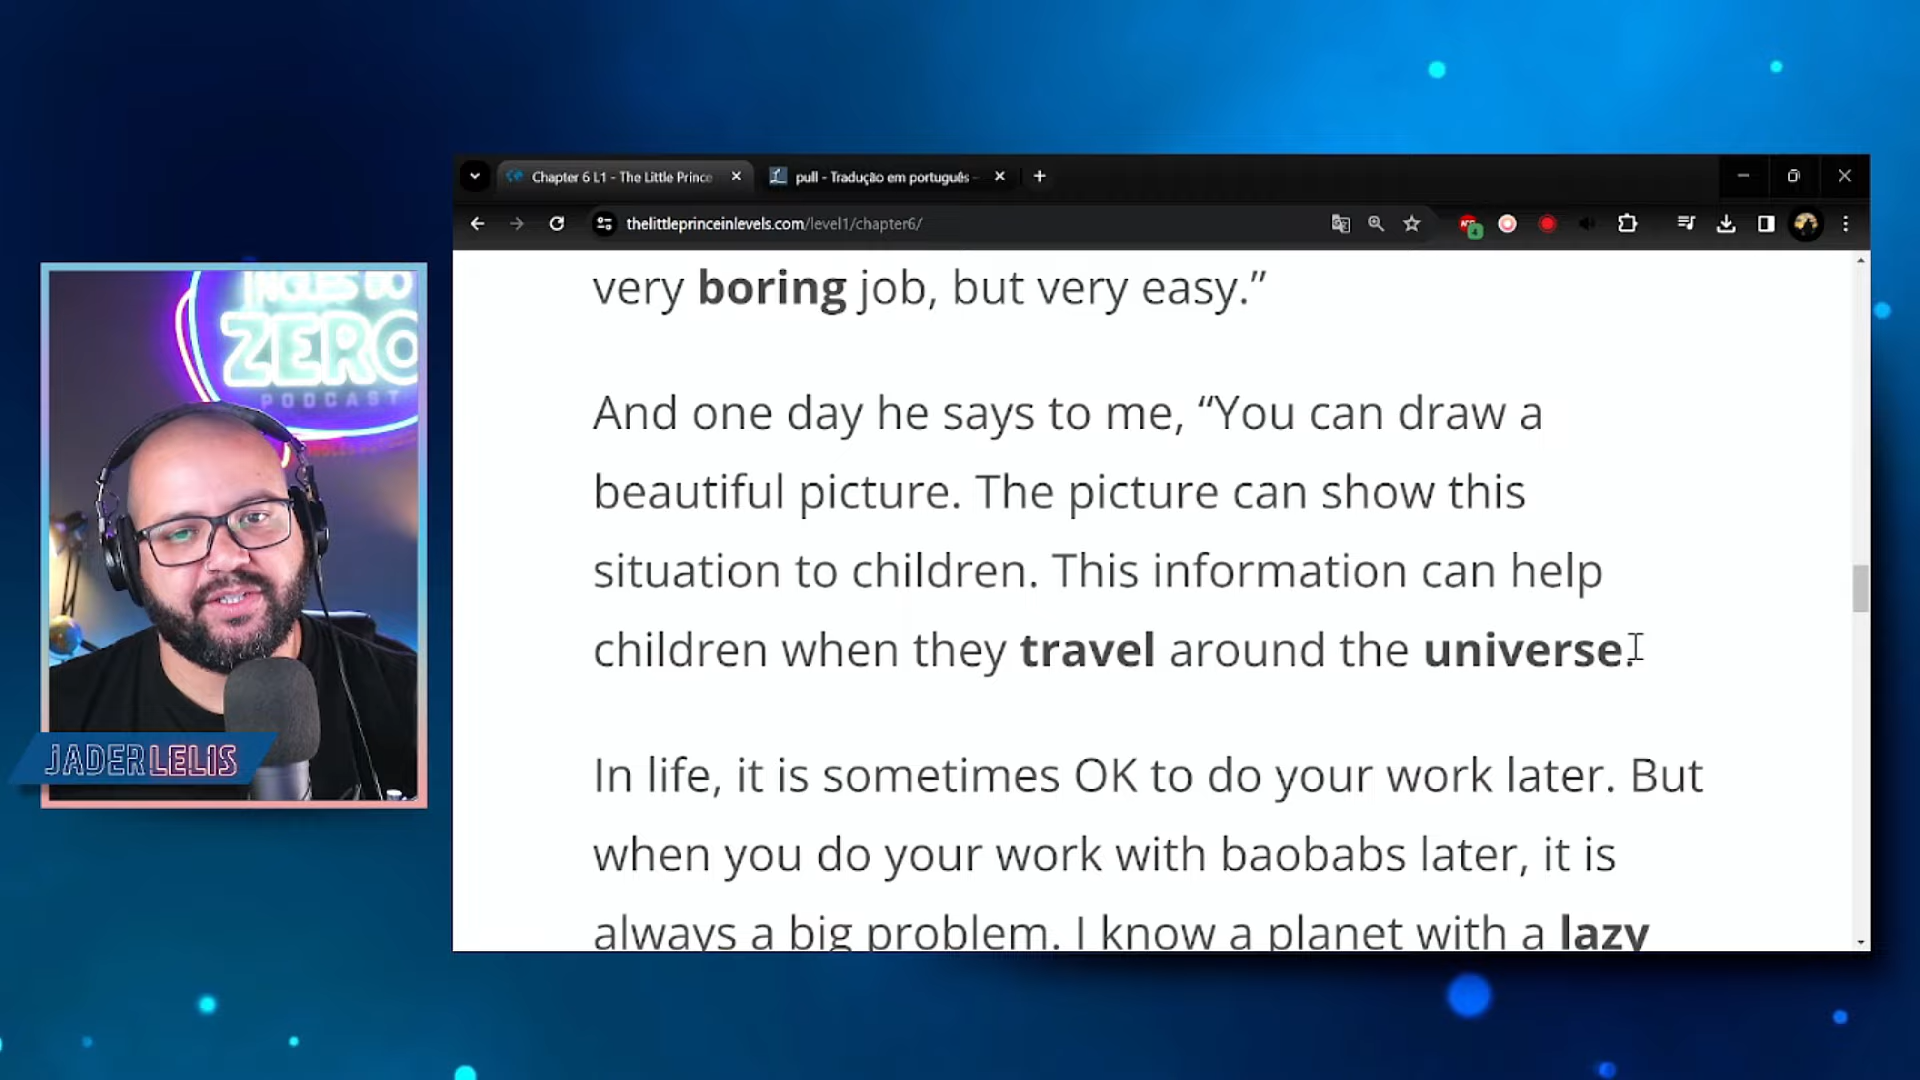 Chapter 6 L1 - The Little Prince
pull - Tradução em português -
thelittleprinceinlevels.com/level1/chapter6/
4
very boring job, but very easy.”
And one day he says to me, “You can draw a
beautiful picture. The picture can show this
situation to children. This information can help
children when they travel around the universe.
In life, it is sometimes OK to do your work later. But
when you do your work with baobabs later, it is
always a big problem. I know a planet with a lazy
ZERO
PODCAST
JADERLELIS